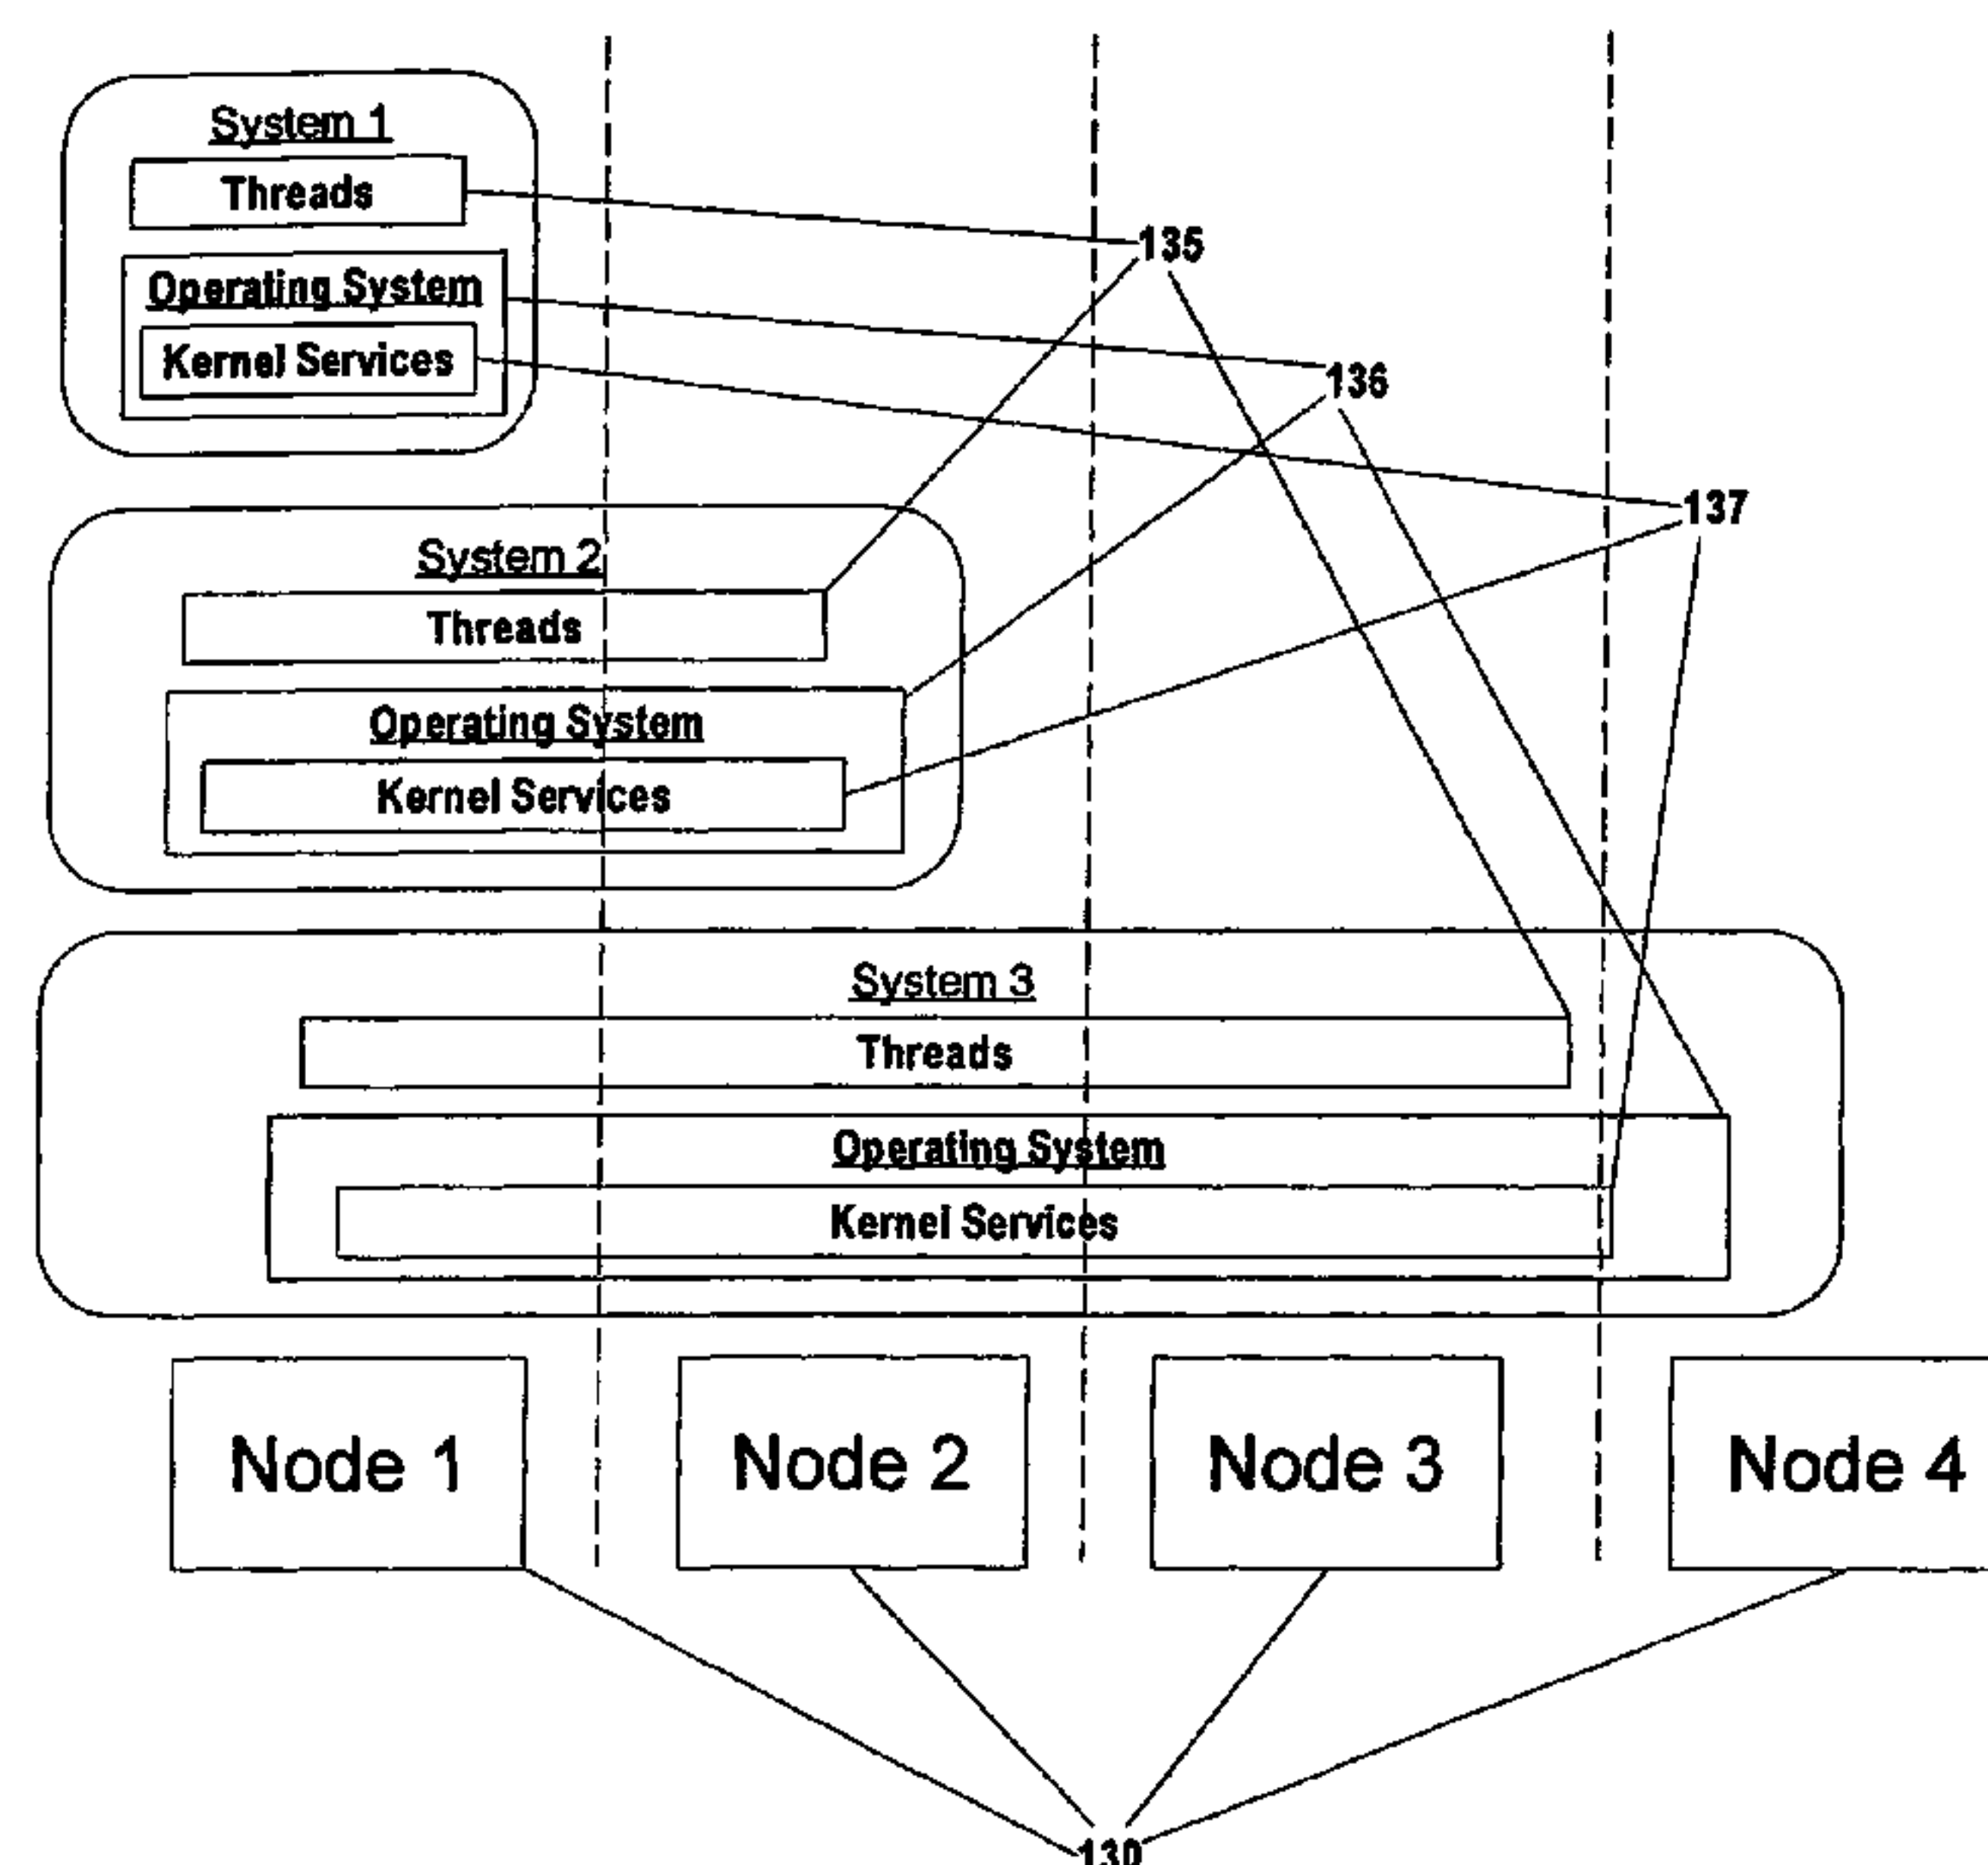 System 1
Threads
135
Operating System
136
Kernel Services
137
System 2
Threads
Operating System
Kernel Services
System 3
Threads
Operating System
Kernel Services
Node 1
Node 2
Node 3
Node 4
130